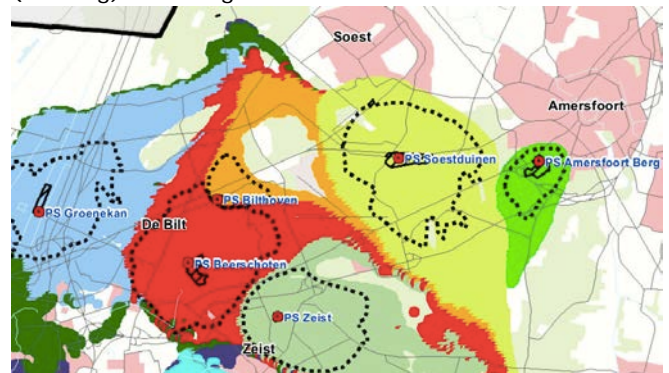 Soest
Amersfoort
PS Soestduinen
PS Amersfoort Berg
PS Bilthoven
PS Groenekan
De Bilt
PS Beerschoten
PS Zeist
Zeist